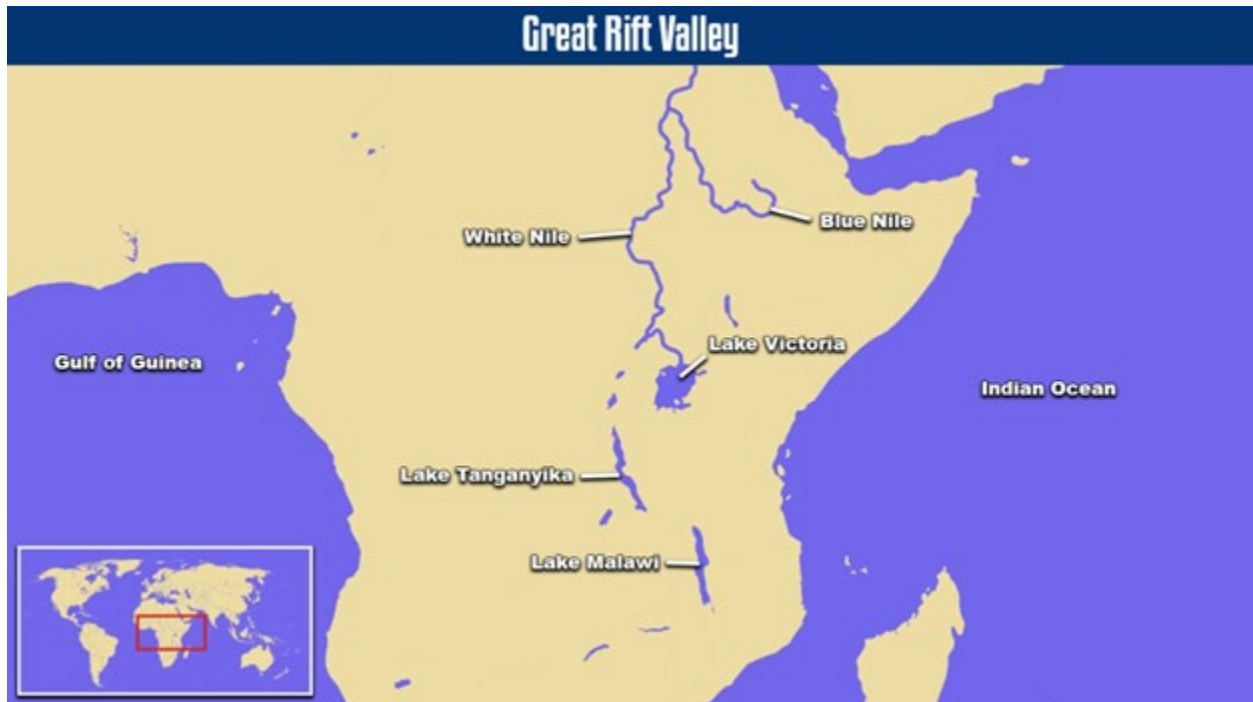 Great Rift Valley
White Nile
Blue Nile
Lake Victoria
Gulf of Guinea
Indian Ocean
Lake Tanganyika
Lake Malawi